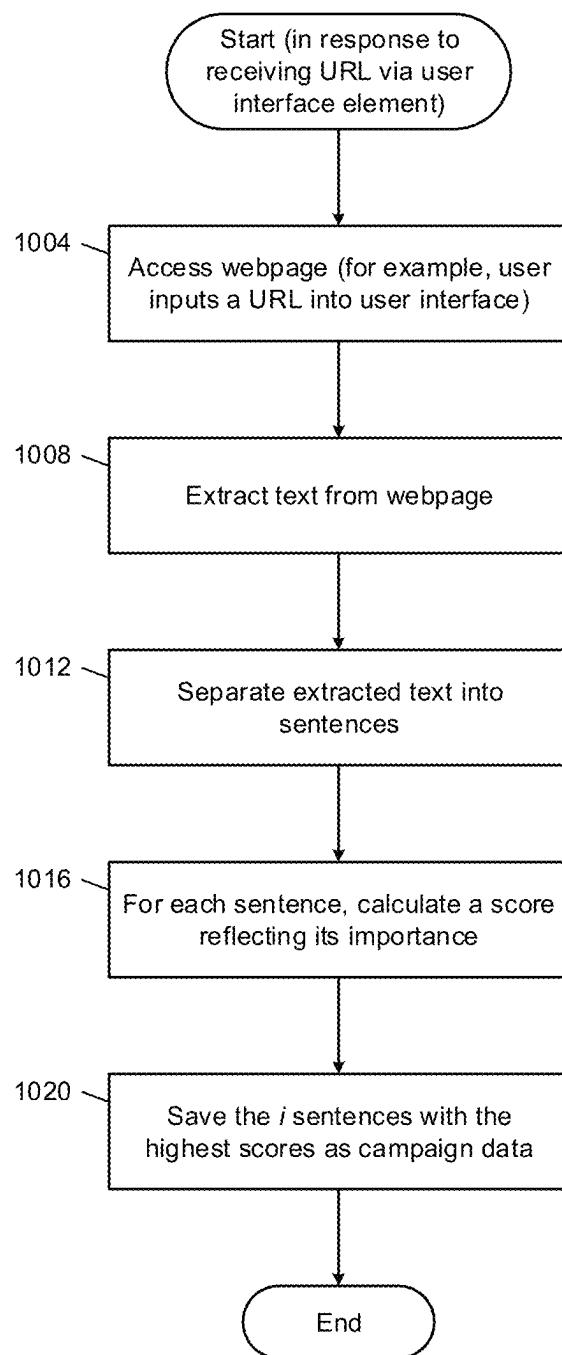 Start (in response to
receiving URL via user
interface element)
1004
Access webpage (for example, user
inputs a URL into user interface)
1008
Extract text from webpage
1012
Separate extracted text into
sentences
1016
For each sentence, calculate a score
reflecting its importance
1020
Save the i sentences with the
highest scores as campaign data
End